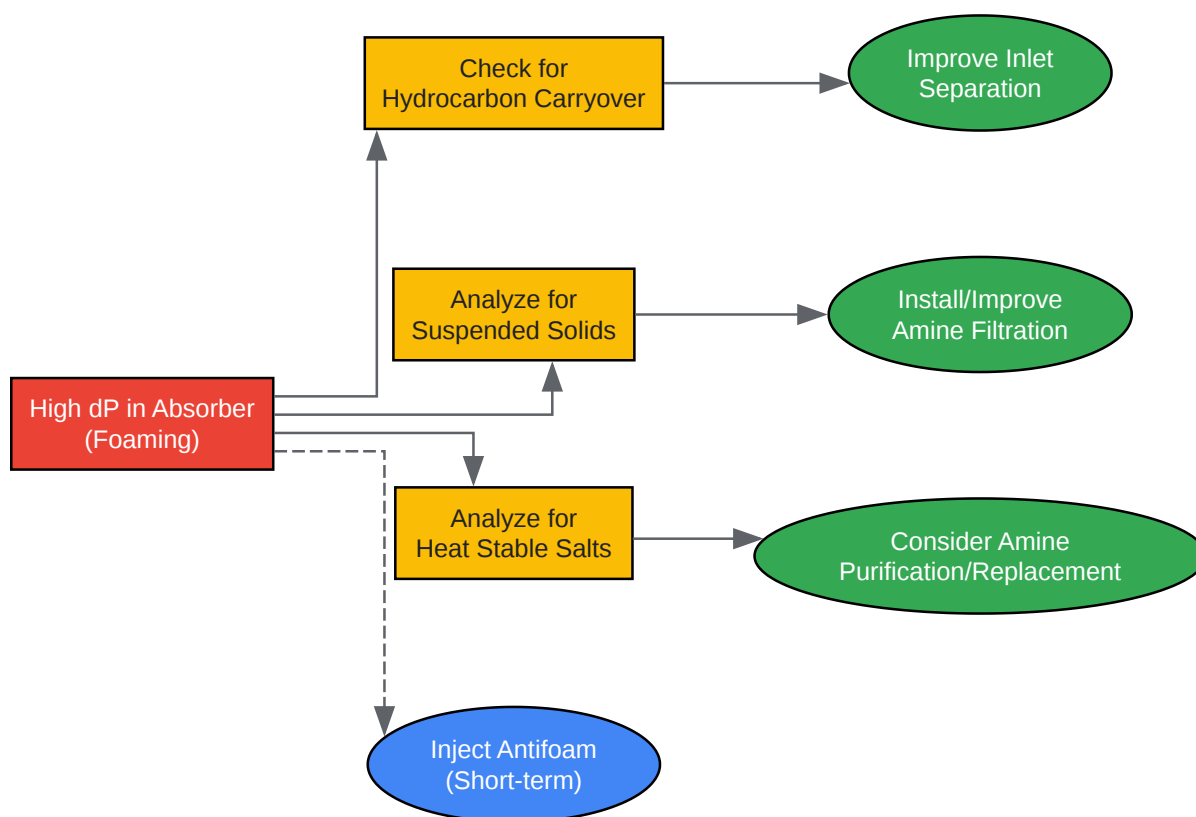 Check for
Hydrocarbon Carryover
Improve Inlet
Separation
Analyze for
Suspended Solids
Install/Improve
Amine Filtration
High dP in Absorber
(Foaming)
Analyze for
Heat Stable Salts
Consider Amine
Purification/Replacement
Inject Antifoam
(Short-term)